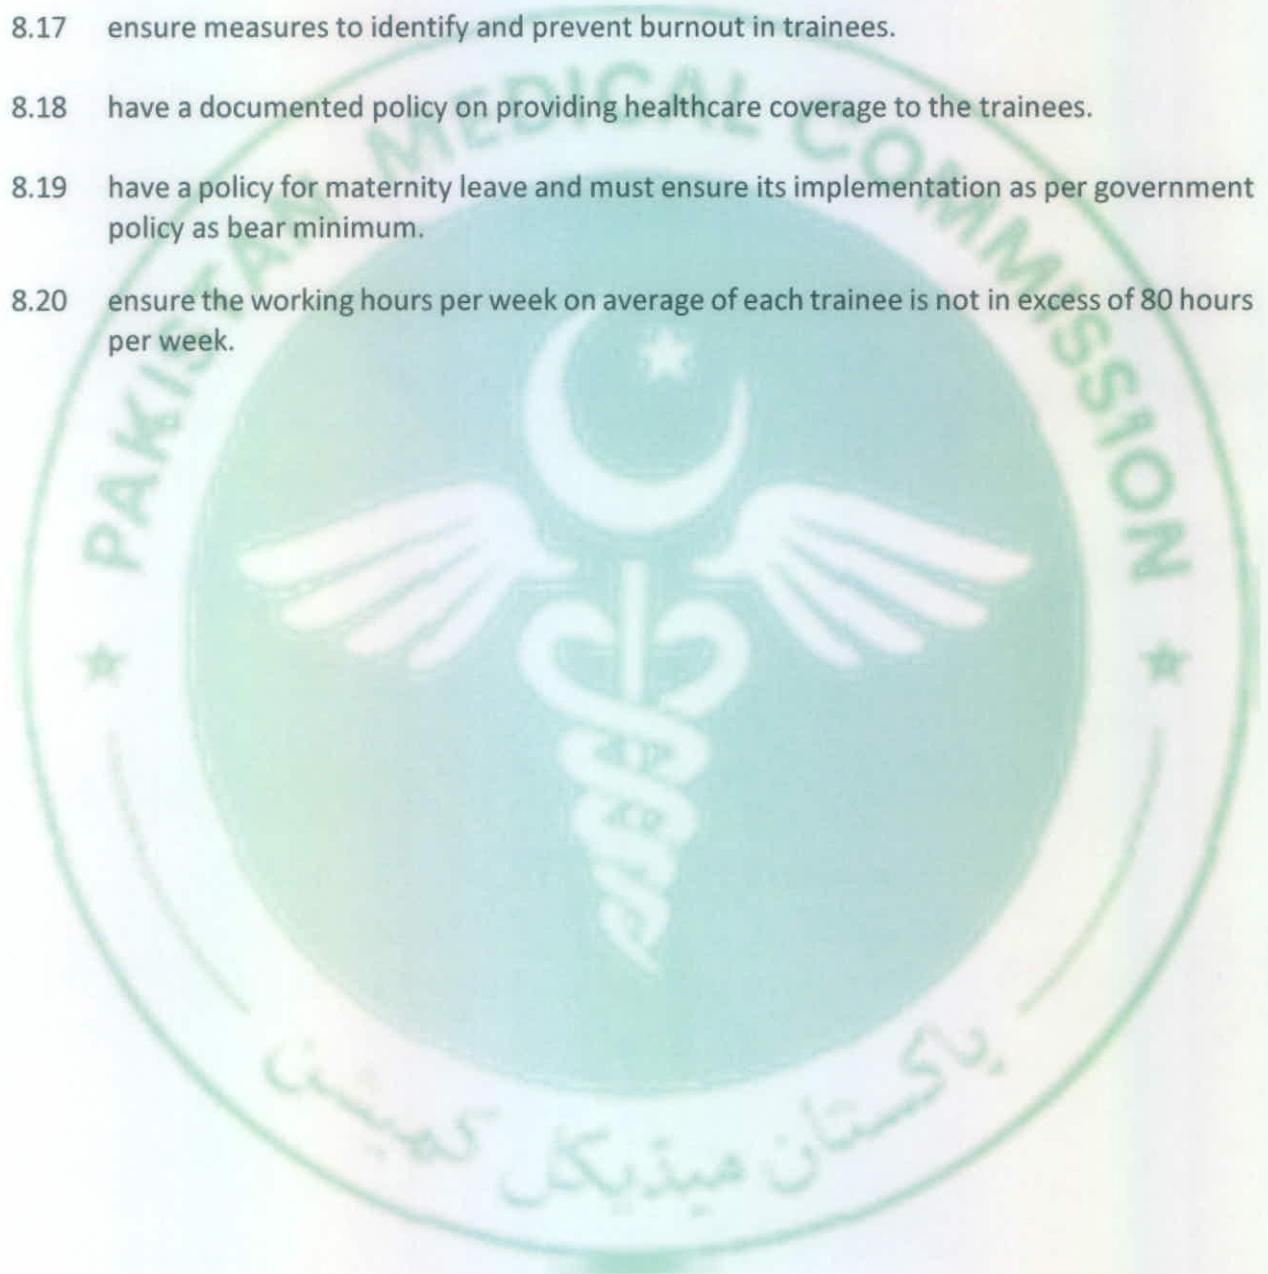 8.17 ensure measures to identify and prevent burnout in trainees.
8.18 have a documented policy on providing healthcare coverage to the trainees.
8.19 have a policy for maternity leave and must ensure its implementation as per government
policy as bear minimum.
8.20 ensure the working hours per week on average of each trainee is not in excess of 80 hours
per week.
PAKISTAN MEDICAL COMMISSION
پاکستان میڈیکل کمیشن